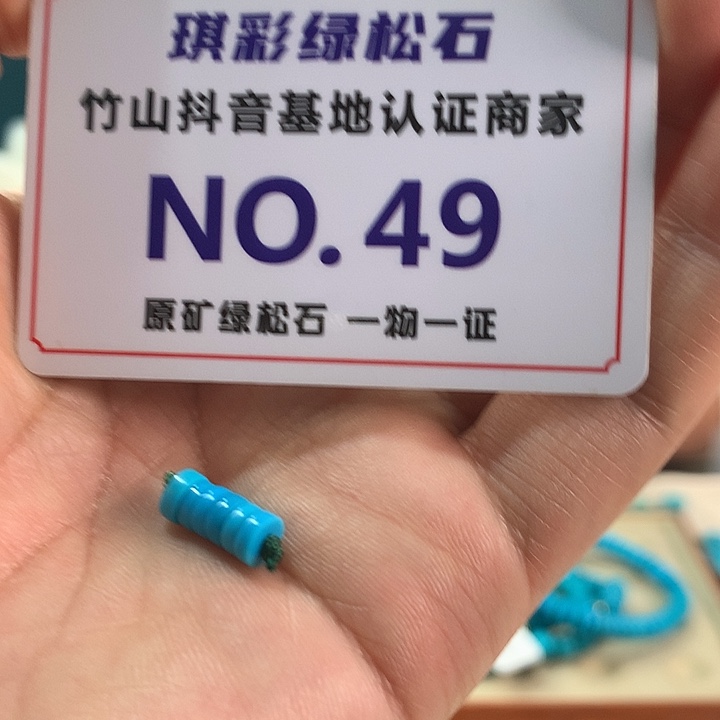 琪彩绿松石
竹山抖音基地认证商家
NO. 49
原矿绿松石 一物一证